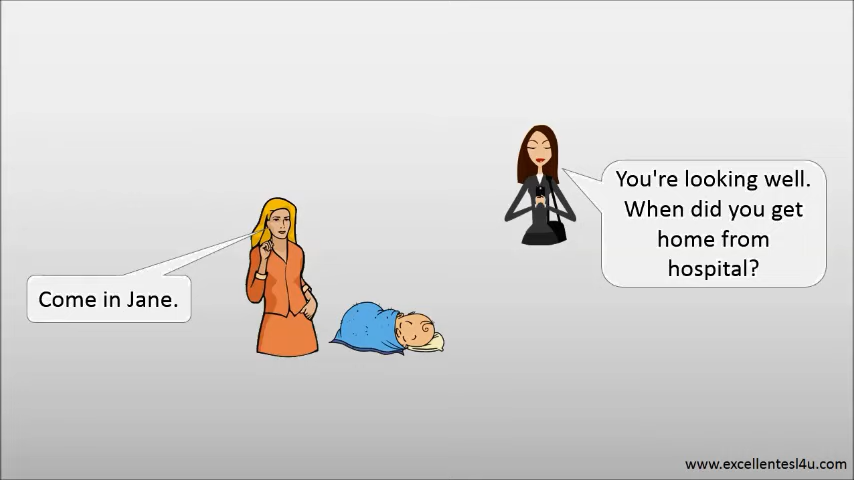 Come in Jane.
You're looking well.
When did you get
home from
hospital?
www.excellentesl4u.com